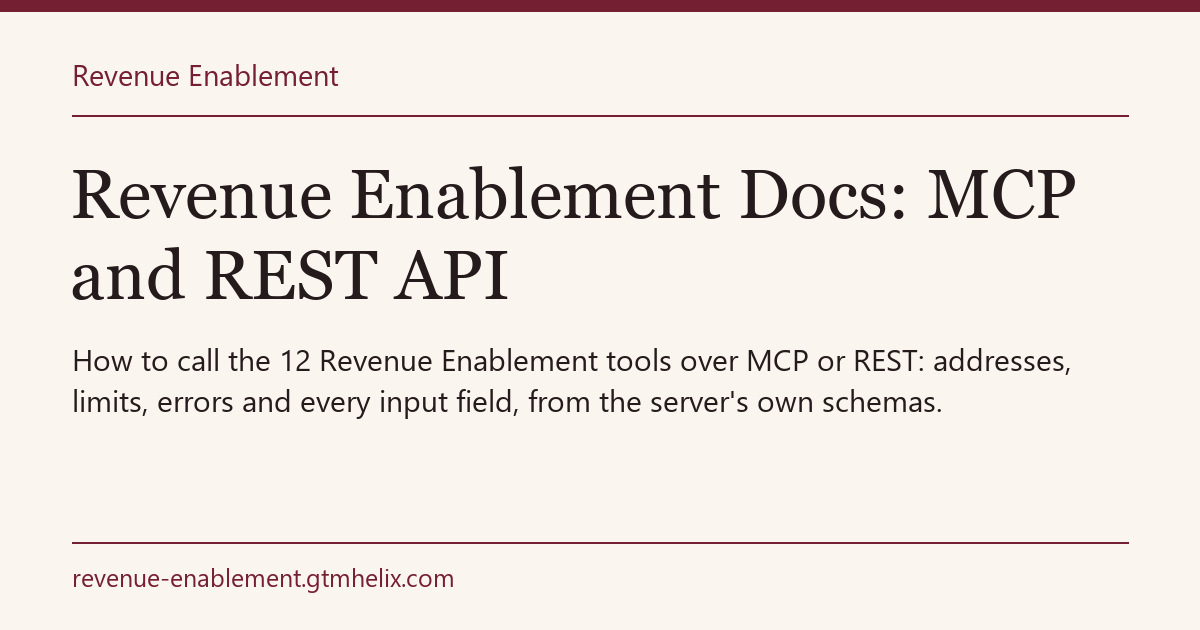 Revenue Enablement
Revenue Enablement Docs: MCP
and REST API
How to call the 12 Revenue Enablement tools over MCP or REST: addresses,
limits, errors and every input field, from the server's own schemas.
revenue-enablement.gtmhelix.com